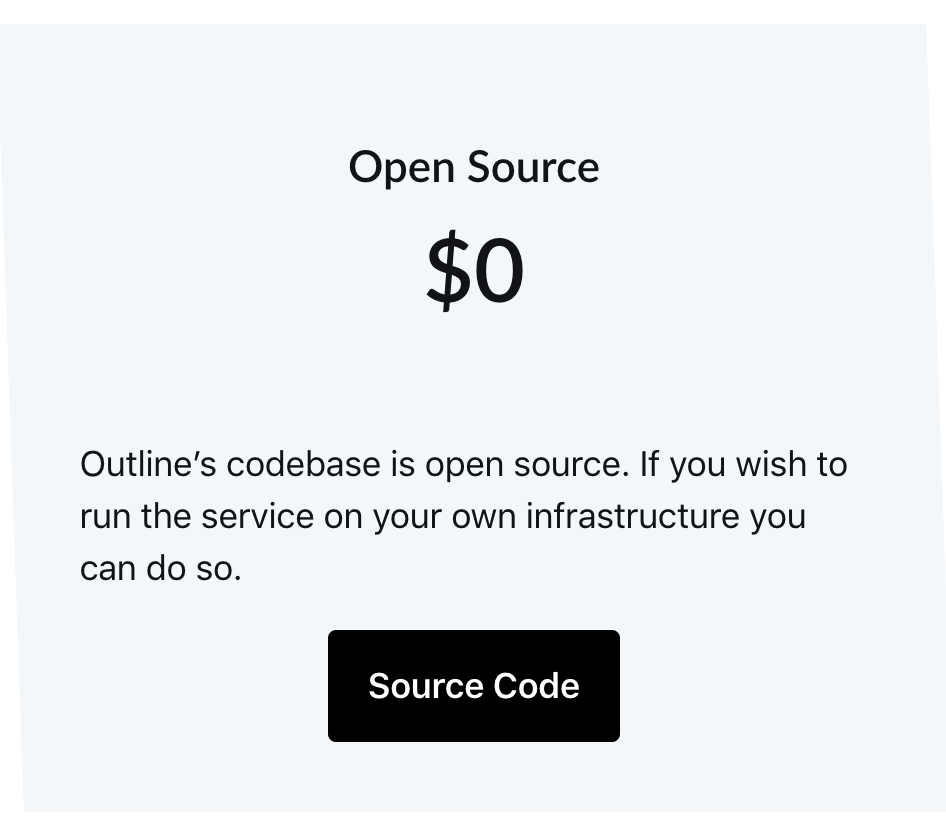 Open Source
$0
Outline’s codebase is open source. If you wish to
run the service on your own infrastructure you
can do so.
Source Code